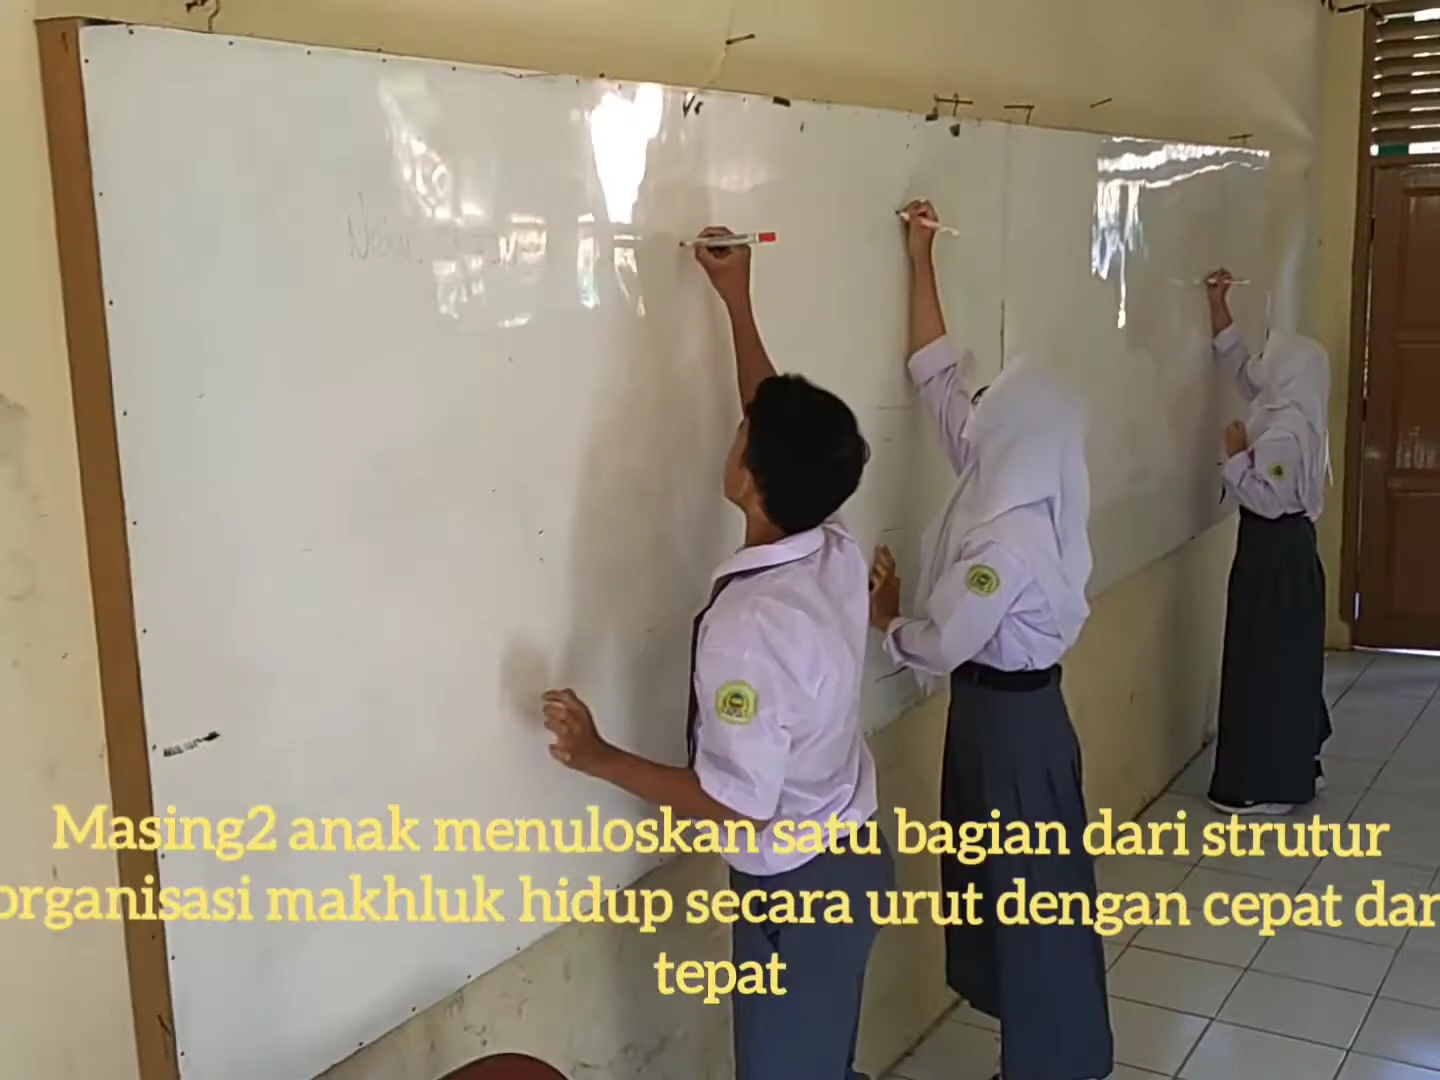 Masing2 anak menuloskan satu bagian dari strutur
organisasi makhluk hidup secara urut dengan cepat dan
tepat